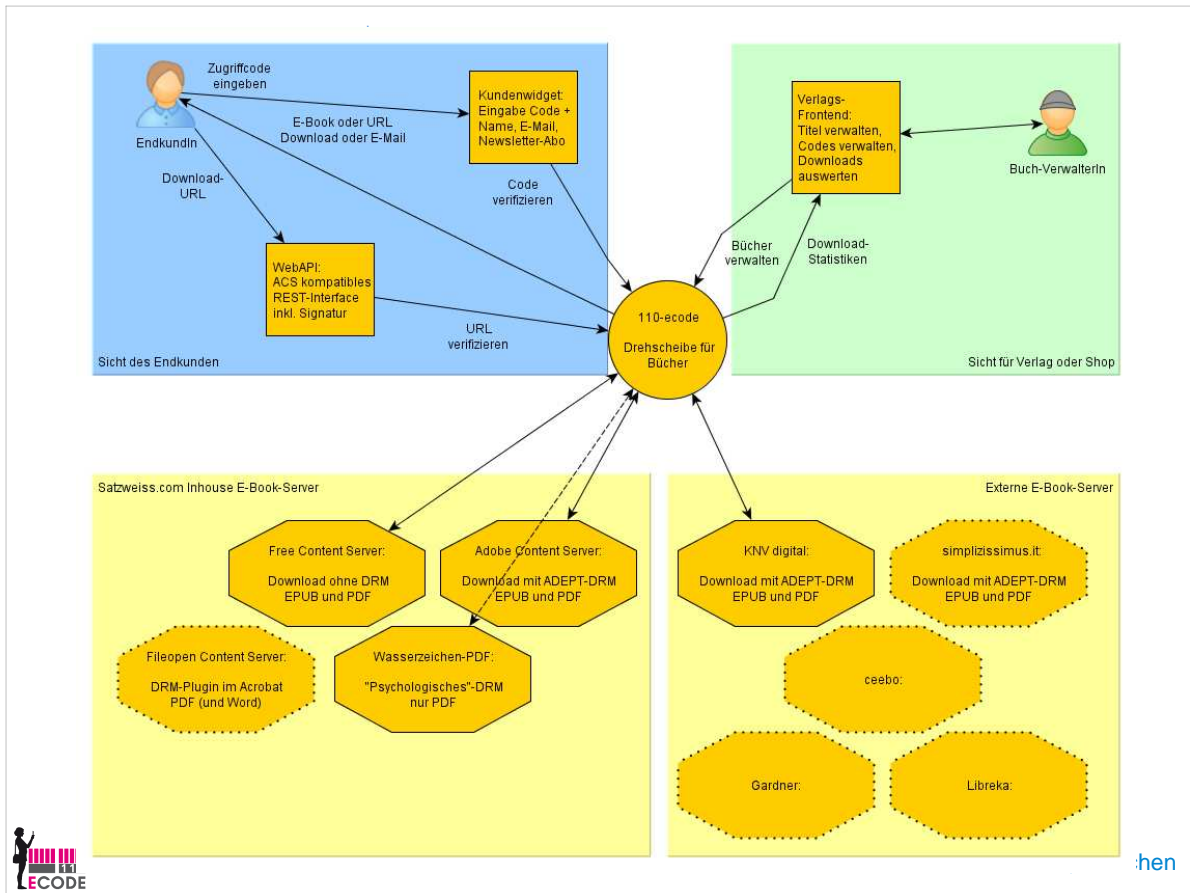 Zugriffcode
eingeben
EndkundIn
E-Book oder URL
Download oder E-Mail
Kundenwidget:
Eingabe Code +
Name, E-Mail,
Newsletter-Abo
Download-
URL
Code
verifizieren
WebAPI:
ACS kompatibles
REST-Interface
inkl. Signatur
URL
verifizieren
Sicht des Endkunden
Verlags-
Frontend:
Titel verwalten,
Codes verwalten,
Downloads
auswerten
Buch-VerwalterIn
Bücher
verwalten
Download-
Statistiken
Sicht für Verlag oder Shop
110-ecode
Drehscheibe für
Bücher
Satzweiss.com Inhouse E-Book-Server
Free Content Server:
Download ohne DRM
EPUB und PDF
Adobe Content Server:
Download mit ADEPT-DRM
EPUB und PDF
Fileopen Content Server:
DRM-Plugin im Acrobat
PDF (und Word)
Wasserzeichen-PDF:
"Psychologisches"-DRM
nur PDF
Externe E-Book-Server
KNV digital:
Download mit ADEPT-DRM
EPUB und PDF
simplizissimus.it:
Download mit ADEPT-DRM
EPUB und PDF
ceebo:
Gardner:
Libreka:
11
ECODE
hen